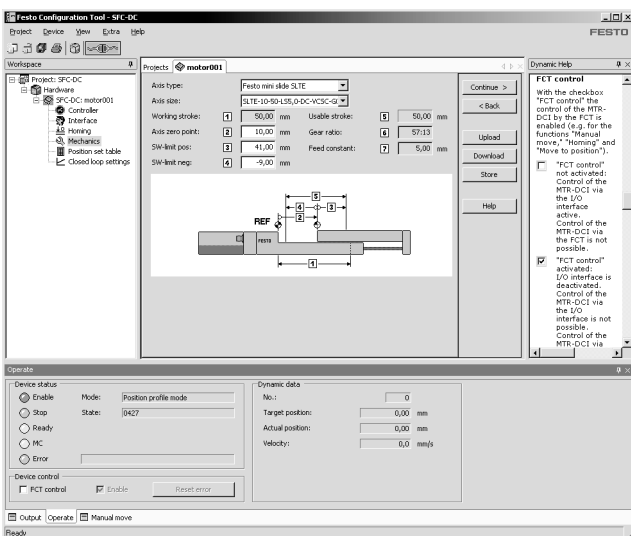 Festo Configuration Tool - SFC-DC
Project Device View Extra Help
FESTO
Workspace
Project: SFC-DC
Hardware
SFC-DC: motor001
Controller
Interface
Homing
Mechanics
Position set table
Closed loop settings
Projects motor001
Axis type: Festo mini slide SLTE
Axis size: SLTE-10-50-LS5,0-DC-VCSC-G(
Working stroke: 1 50,00 mm Usable stroke: 5 50,00 mm
Axis zero point: 2 10,00 mm Gear ratio: 6 57:13
SW-limit pos: 3 41,00 mm Feed constant: 7 5,00 mm
SW-limit neg: 4 -9,00 mm
5
4 3
REF 2
FESTO
1
Continue >
< Back
Upload
Download
Store
Help
Dynamic Help
FCT control
With the checkbox
"FCT control" the
control of the MTR-
DCI by the FCT is
enabled (e.g. for the
functions "Manual
move," "Homing" and
"Move to position").
"FCT control"
not activated:
Control of the
MTR-DCI via
the I/O
interface
active.
Control of the
MTR-DCI via
the FCT is not
possible.
"FCT control"
activated:
I/O interface is
deactivated.
Control of the
MTR-DCI via
the I/O
interface is not
possible.
Control of the
MTR-DCI via
Operate
Device status
Enable Mode: Position profile mode
Stop State: 0427
Ready
MC
Error
Device control
FCT control Enable Reset error
Dynamic data
No.: 0
Target position: 0,00 mm
Actual position: 0,00 mm
Velocity: 0,0 mm/s
Output Operate Manual move
Ready